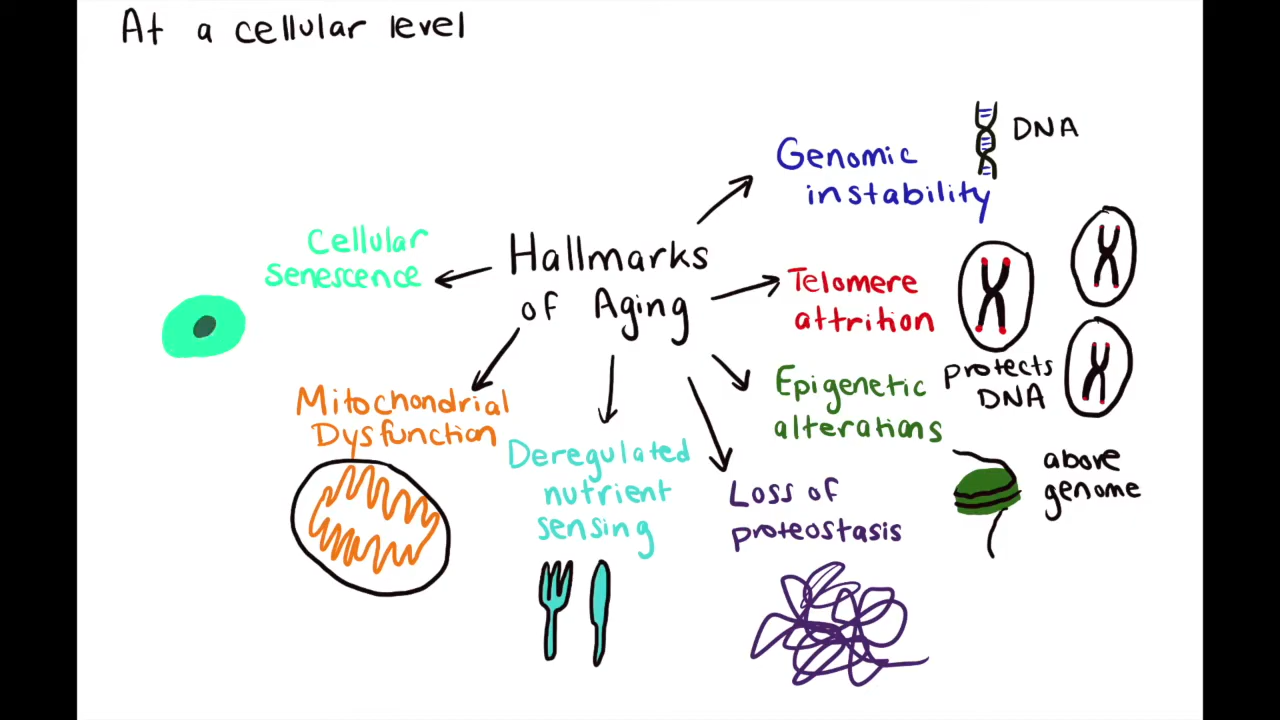 At a cellular level
Hallmarks
of Aging
Genomic
instability
DNA
Telomere
attrition
protects
DNA
Epigenetic
alterations
above
genome
Loss of
proteostasis
Deregulated
nutrient
sensing
Mitochondrial
Dysfunction
Cellular
senescence